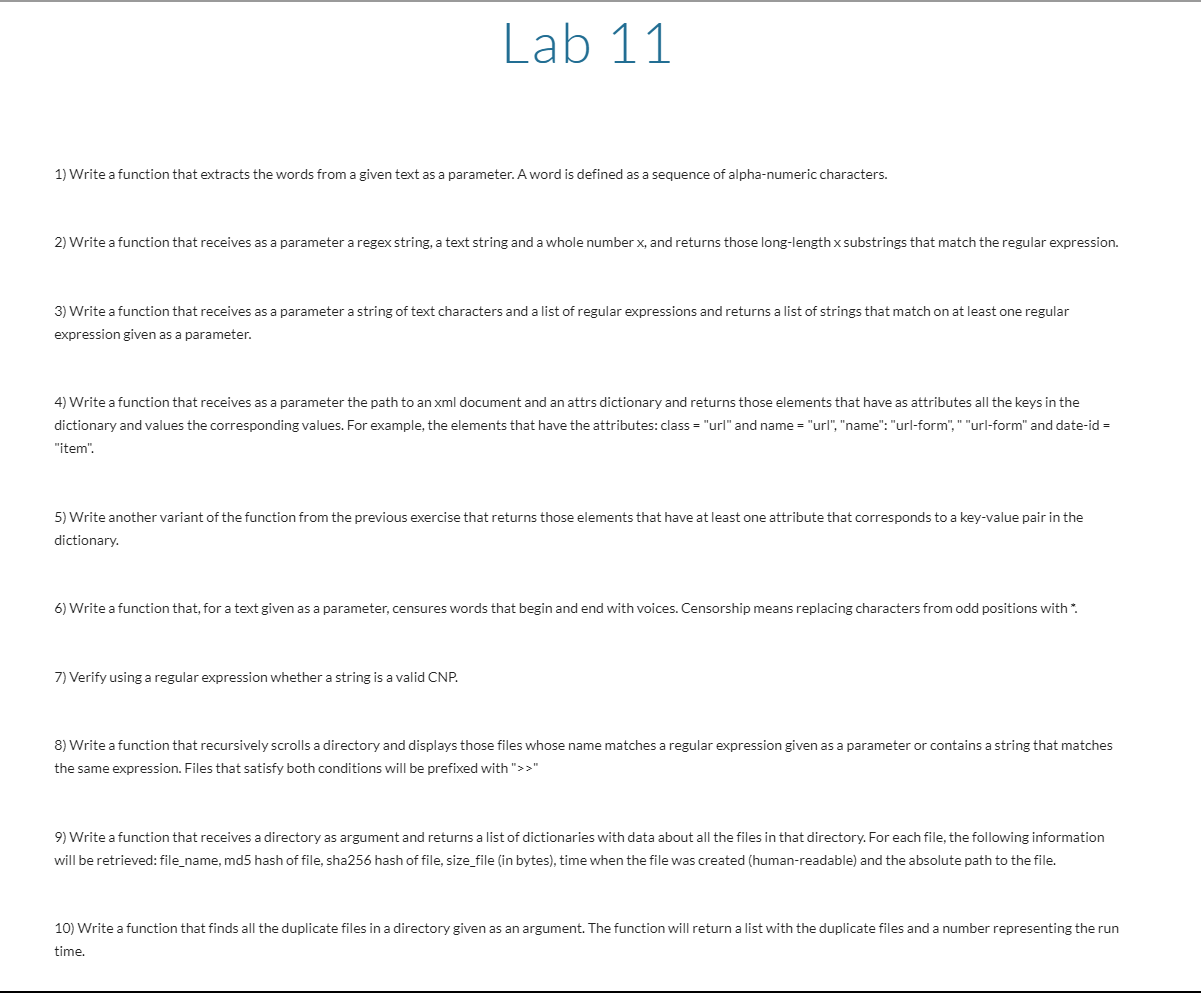 Lab 11
1) Write a function that extracts the words from a given text as a parameter. A word is defined as a sequence of alpha-numeric characters.
2) Write a function that receives as a parameter a regex string, a text string and a whole number x, and returns those long-length x substrings that match the regular expression.
3) Write a function that receives as a parameter a string of text characters and a list of regular expressions and returns a list of strings that match on at least one regular
expression given as a parameter.
4) Write a function that receives as a parameter the path to an xml document and an attrs dictionary and returns those elements that have as attributes all the keys in the
dictionary and values the corresponding values. For example, the elements that have the attributes: class = "url" and name = "url", "name": "url-form", " "url-form" and date-id =
"item".
5) Write another variant of the function from the previous exercise that returns those elements that have at least one attribute that corresponds to a key-value pair in the
dictionary.
6) Write a function that, for a text given as a parameter, censures words that begin and end with voices. Censorship means replacing characters from odd positions with *.
7) Verify using a regular expression whether a string is a valid CNP.
8) Write a function that recursively scrolls a directory and displays those files whose name matches a regular expression given as a parameter or contains a string that matches
the same expression. Files that satisfy both conditions will be prefixed with ">>"
9) Write a function that receives a directory as argument and returns a list of dictionaries with data about all the files in that directory. For each file, the following information
will be retrieved: file_name, md5 hash of file, sha256 hash of file, size_file (in bytes), time when the file was created (human-readable) and the absolute path to the file.
10) Write a function that finds all the duplicate files in a directory given as an argument. The function will return a list with the duplicate files and a number representing the run
time.